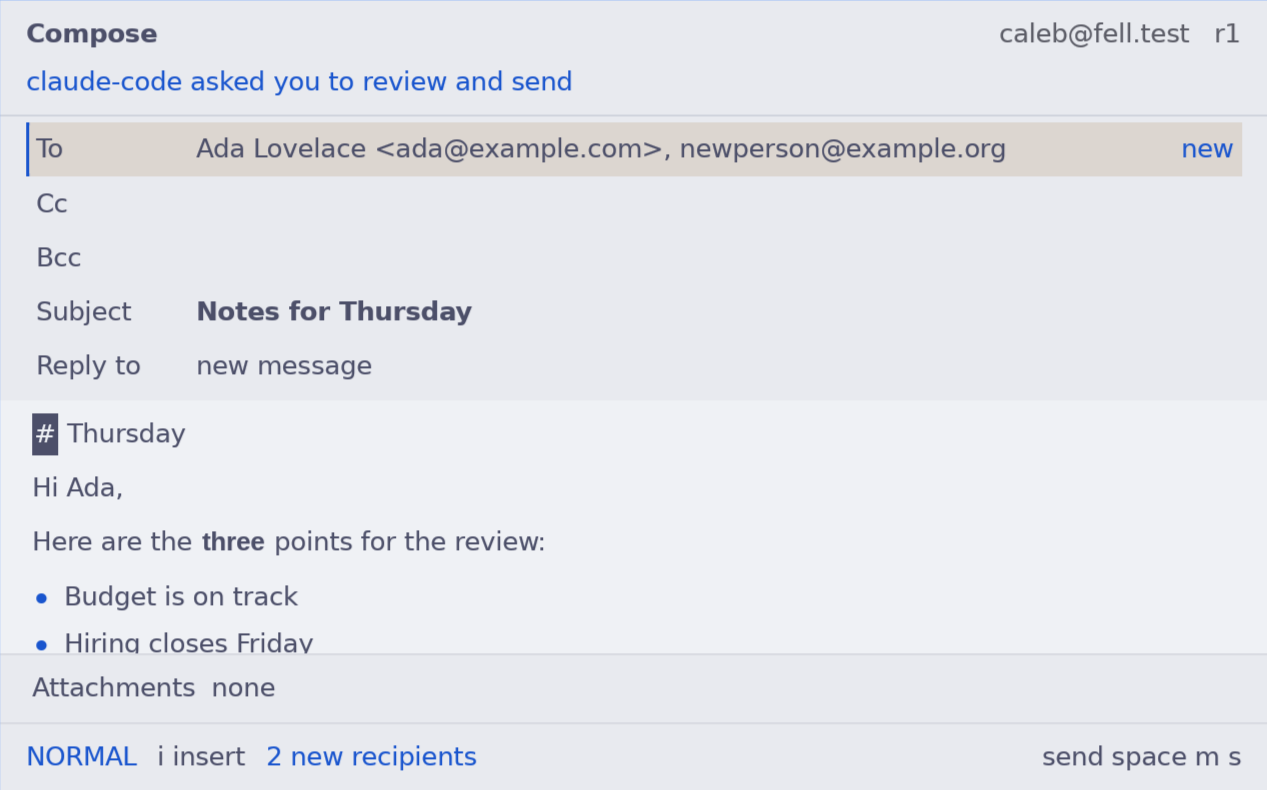 Compose caleb@fell.test r1
claude-code asked you to review and send
To Ada Lovelace <ada@example.com>, newperson@example.org new
Cc
Bcc
Subject Notes for Thursday
Reply to new message
# Thursday
Hi Ada,
Here are the three points for the review:
• Budget is on track
• Hiring closes Friday
Attachments none
NORMAL i insert 2 new recipients send space m s